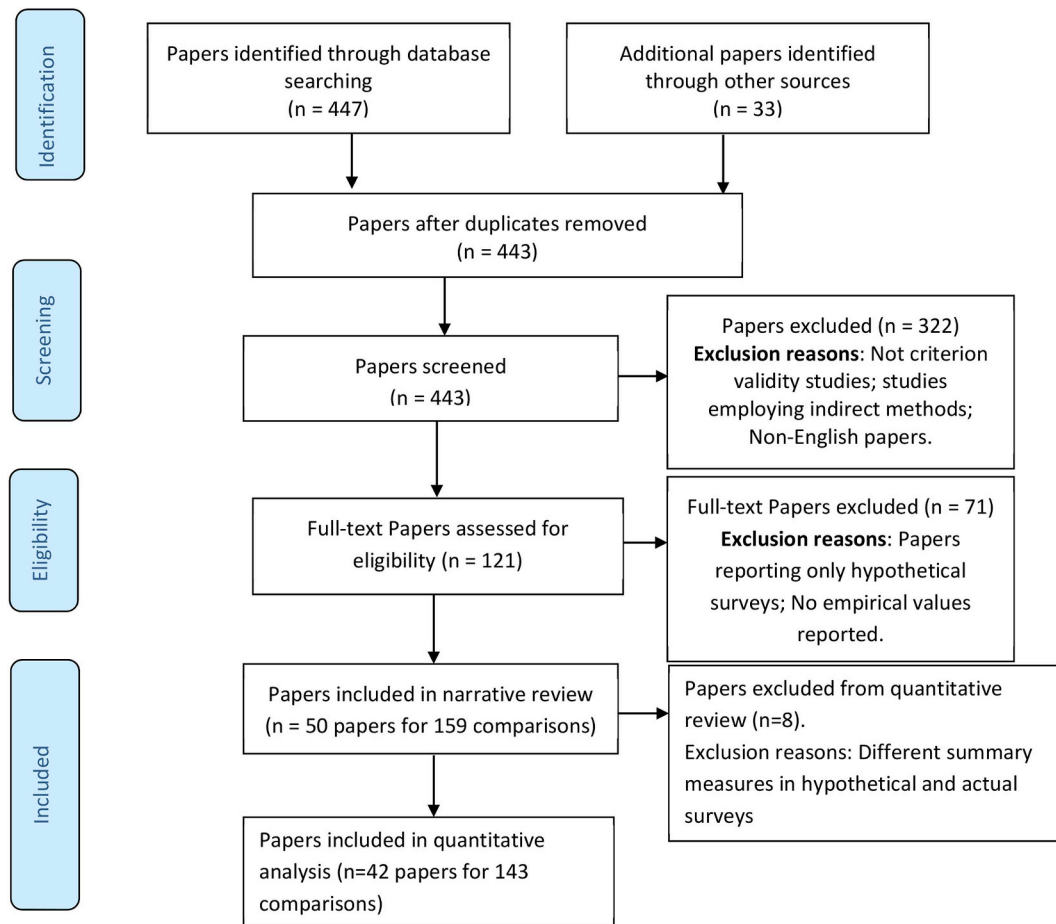 Identification
Papers identified through database
searching
(n = 447)
Additional papers identified
through other sources
(n = 33)
Papers after duplicates removed
(n = 443)
Screening
Papers screened
(n = 443)
Papers excluded (n = 322)
Exclusion reasons: Not criterion
validity studies; studies
employing indirect methods;
Non-English papers.
Eligibility
Full-text Papers assessed for
eligibility (n = 121)
Full-text Papers excluded (n = 71)
Exclusion reasons: Papers
reporting only hypothetical
surveys; No empirical values
reported.
Included
Papers included in narrative review
(n = 50 papers for 159 comparisons)
Papers excluded from quantitative
review (n=8).
Exclusion reasons: Different summary
measures in hypothetical and actual
surveys
Papers included in quantitative
analysis (n=42 papers for 143
comparisons)